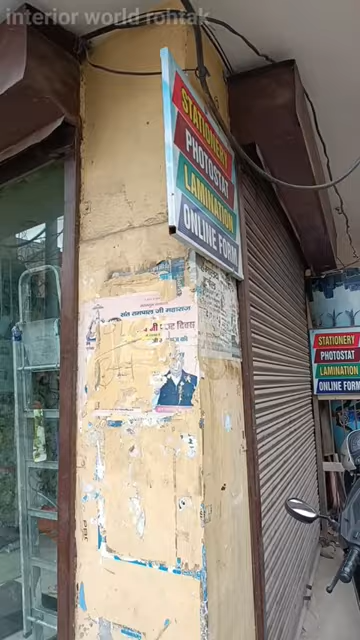 interior world rohtak
STATIONERY
PHOTOSTAT
LAMINATION
ONLINE FORM
संत रामपाल जी महाराज
STATIONERY
PHOTOSTAT
LAMINATION
ONLINE FORM